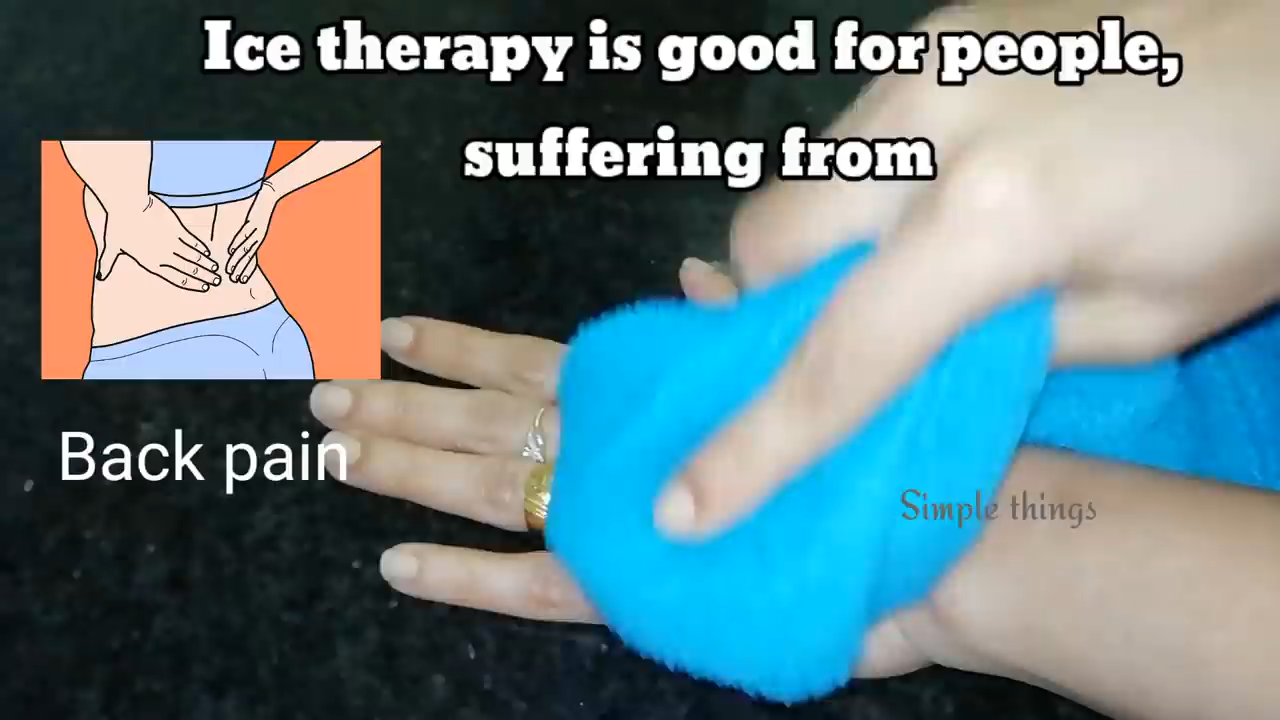 Ice therapy is good for people,
suffering from
Back pain
Simple things